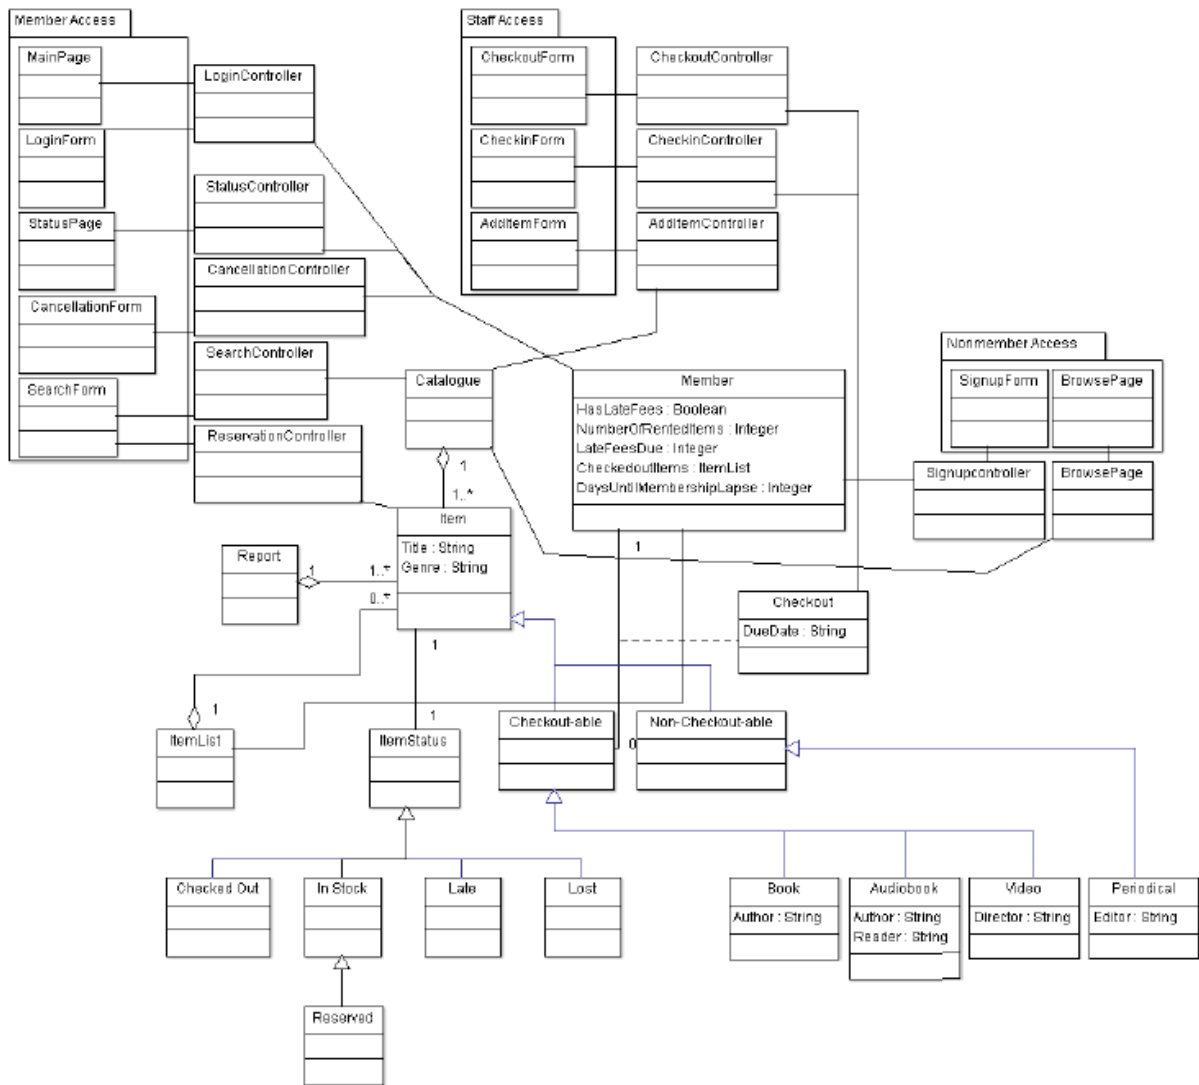 Member Access
MainPage
LoginController
LoginForm
StatusController
StatusPage
CancellationController
CancellationForm
SearchController
SearchForm
ReservationController
Staff Access
CheckoutForm
CheckoutController
CheckinForm
CheckinController
AddItemForm
AddItemController
Nonmember Access
SignupForm
BrowsePage
Signupcontroller
BrowsePage
Catalogue
1
1..*
Member
HasLateFees : Boolean
NumberOfRentedItems : Integer
LateFeesDue : Integer
CheckedoutItems : ItemList
DaysUntilMembershipLapse : Integer
1
Item
Title : String
Genre : String
Report
1
1..*
0..*
1
Checkout
DueDate : String
1
1
ItemList
ItemStatus
Checkout-able
0
Non-Checkout-able
Checked Out
In Stock
Late
Lost
Reserved
Book
Author : String
Audiobook
Author : String
Reader : String
Video
Director : String
Periodical
Editor : String